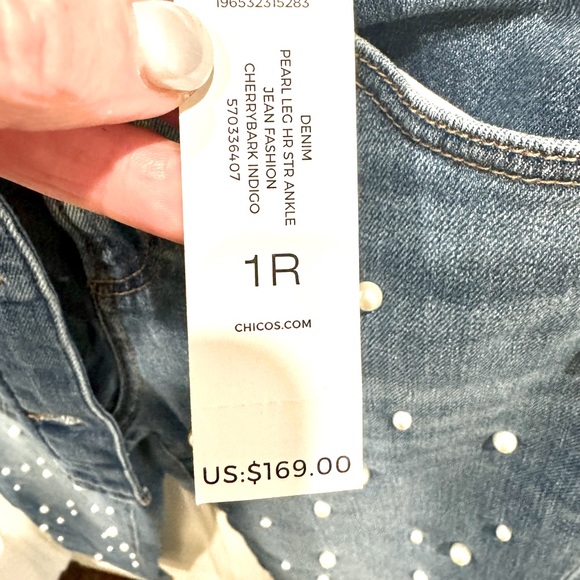 196532315283
DENIM
PEARL LEG HR STR ANKLE
JEAN FASHION
CHERRYBARK INDIGO
570336407
1R
CHICOS.COM
US:$169.00